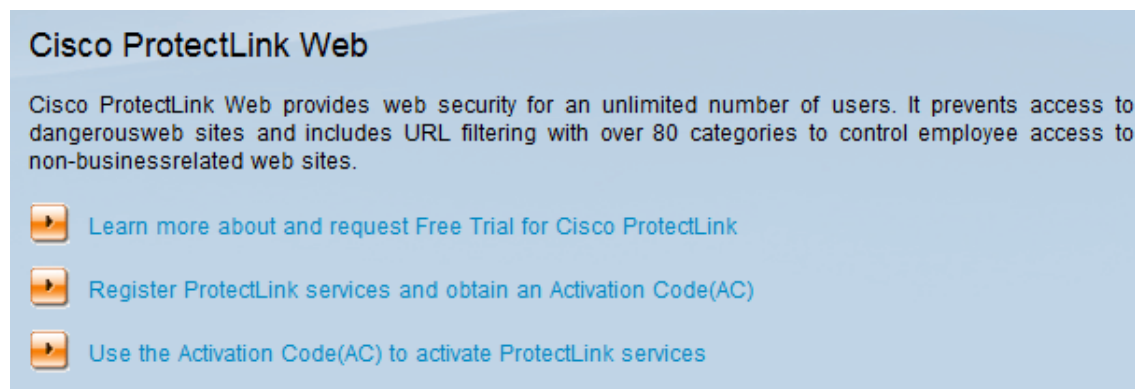 Cisco ProtectLink Web
Cisco ProtectLink Web provides web security for an unlimited number of users. It prevents access to
dangerousweb sites and includes URL filtering with over 80 categories to control employee access to
non-businessrelated web sites.
Learn more about and request Free Trial for Cisco ProtectLink
Register ProtectLink services and obtain an Activation Code(AC)
Use the Activation Code(AC) to activate ProtectLink services